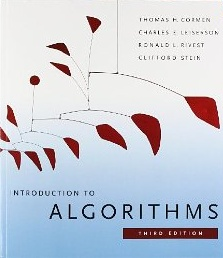 THOMAS H. CORMEN
CHARLES E. LEISERSON
RONALD L. RIVEST
CLIFFORD STEIN
INTRODUCTION TO
ALGORITHMS
THIRD EDITION